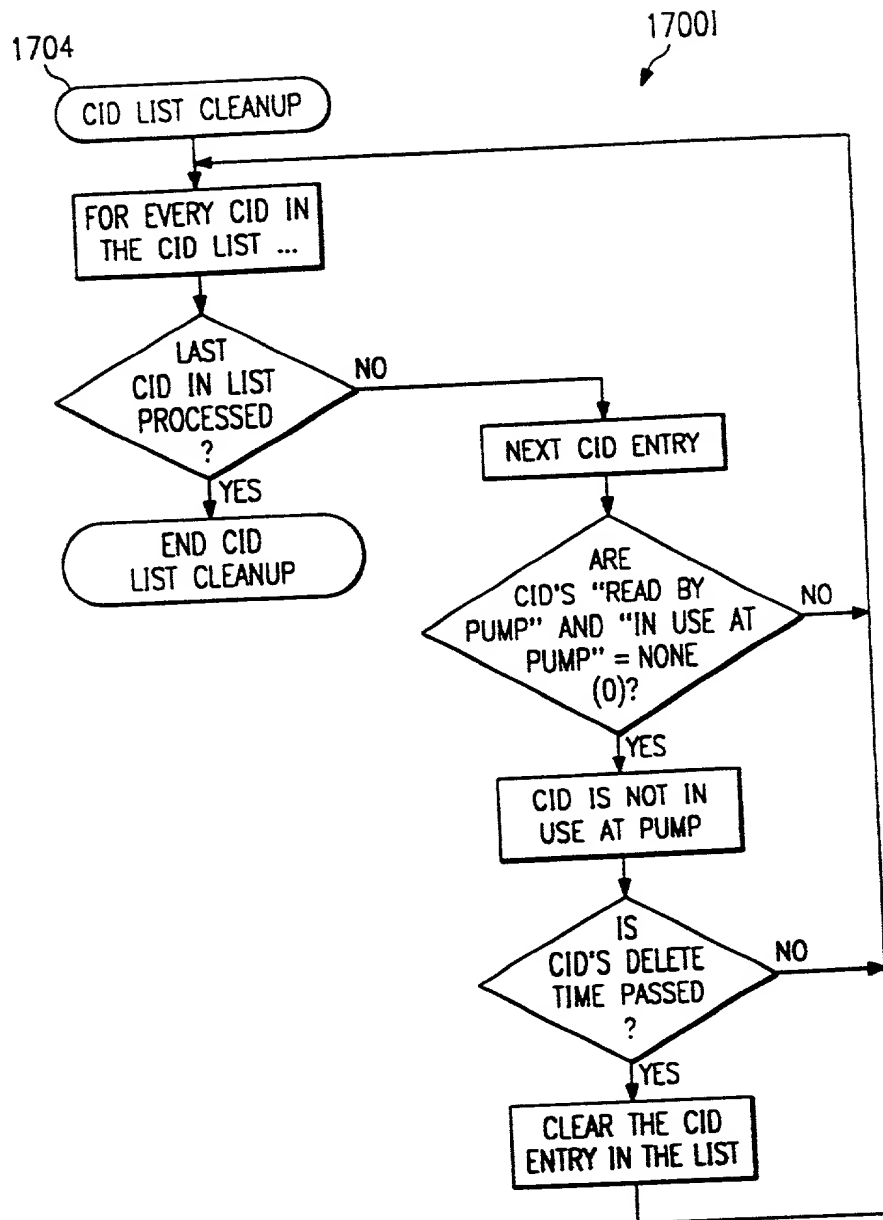 1704
1700I
CID LIST CLEANUP
FOR EVERY CID IN
THE CID LIST ...
LAST
CID IN LIST
PROCESSED
?
NO
YES
END CID
LIST CLEANUP
NEXT CID ENTRY
ARE
CID'S "READ BY
PUMP" AND "IN USE AT
PUMP" = NONE
(0)?
NO
YES
CID IS NOT IN
USE AT PUMP
IS
CID'S DELETE
TIME PASSED
?
NO
YES
CLEAR THE CID
ENTRY IN THE LIST